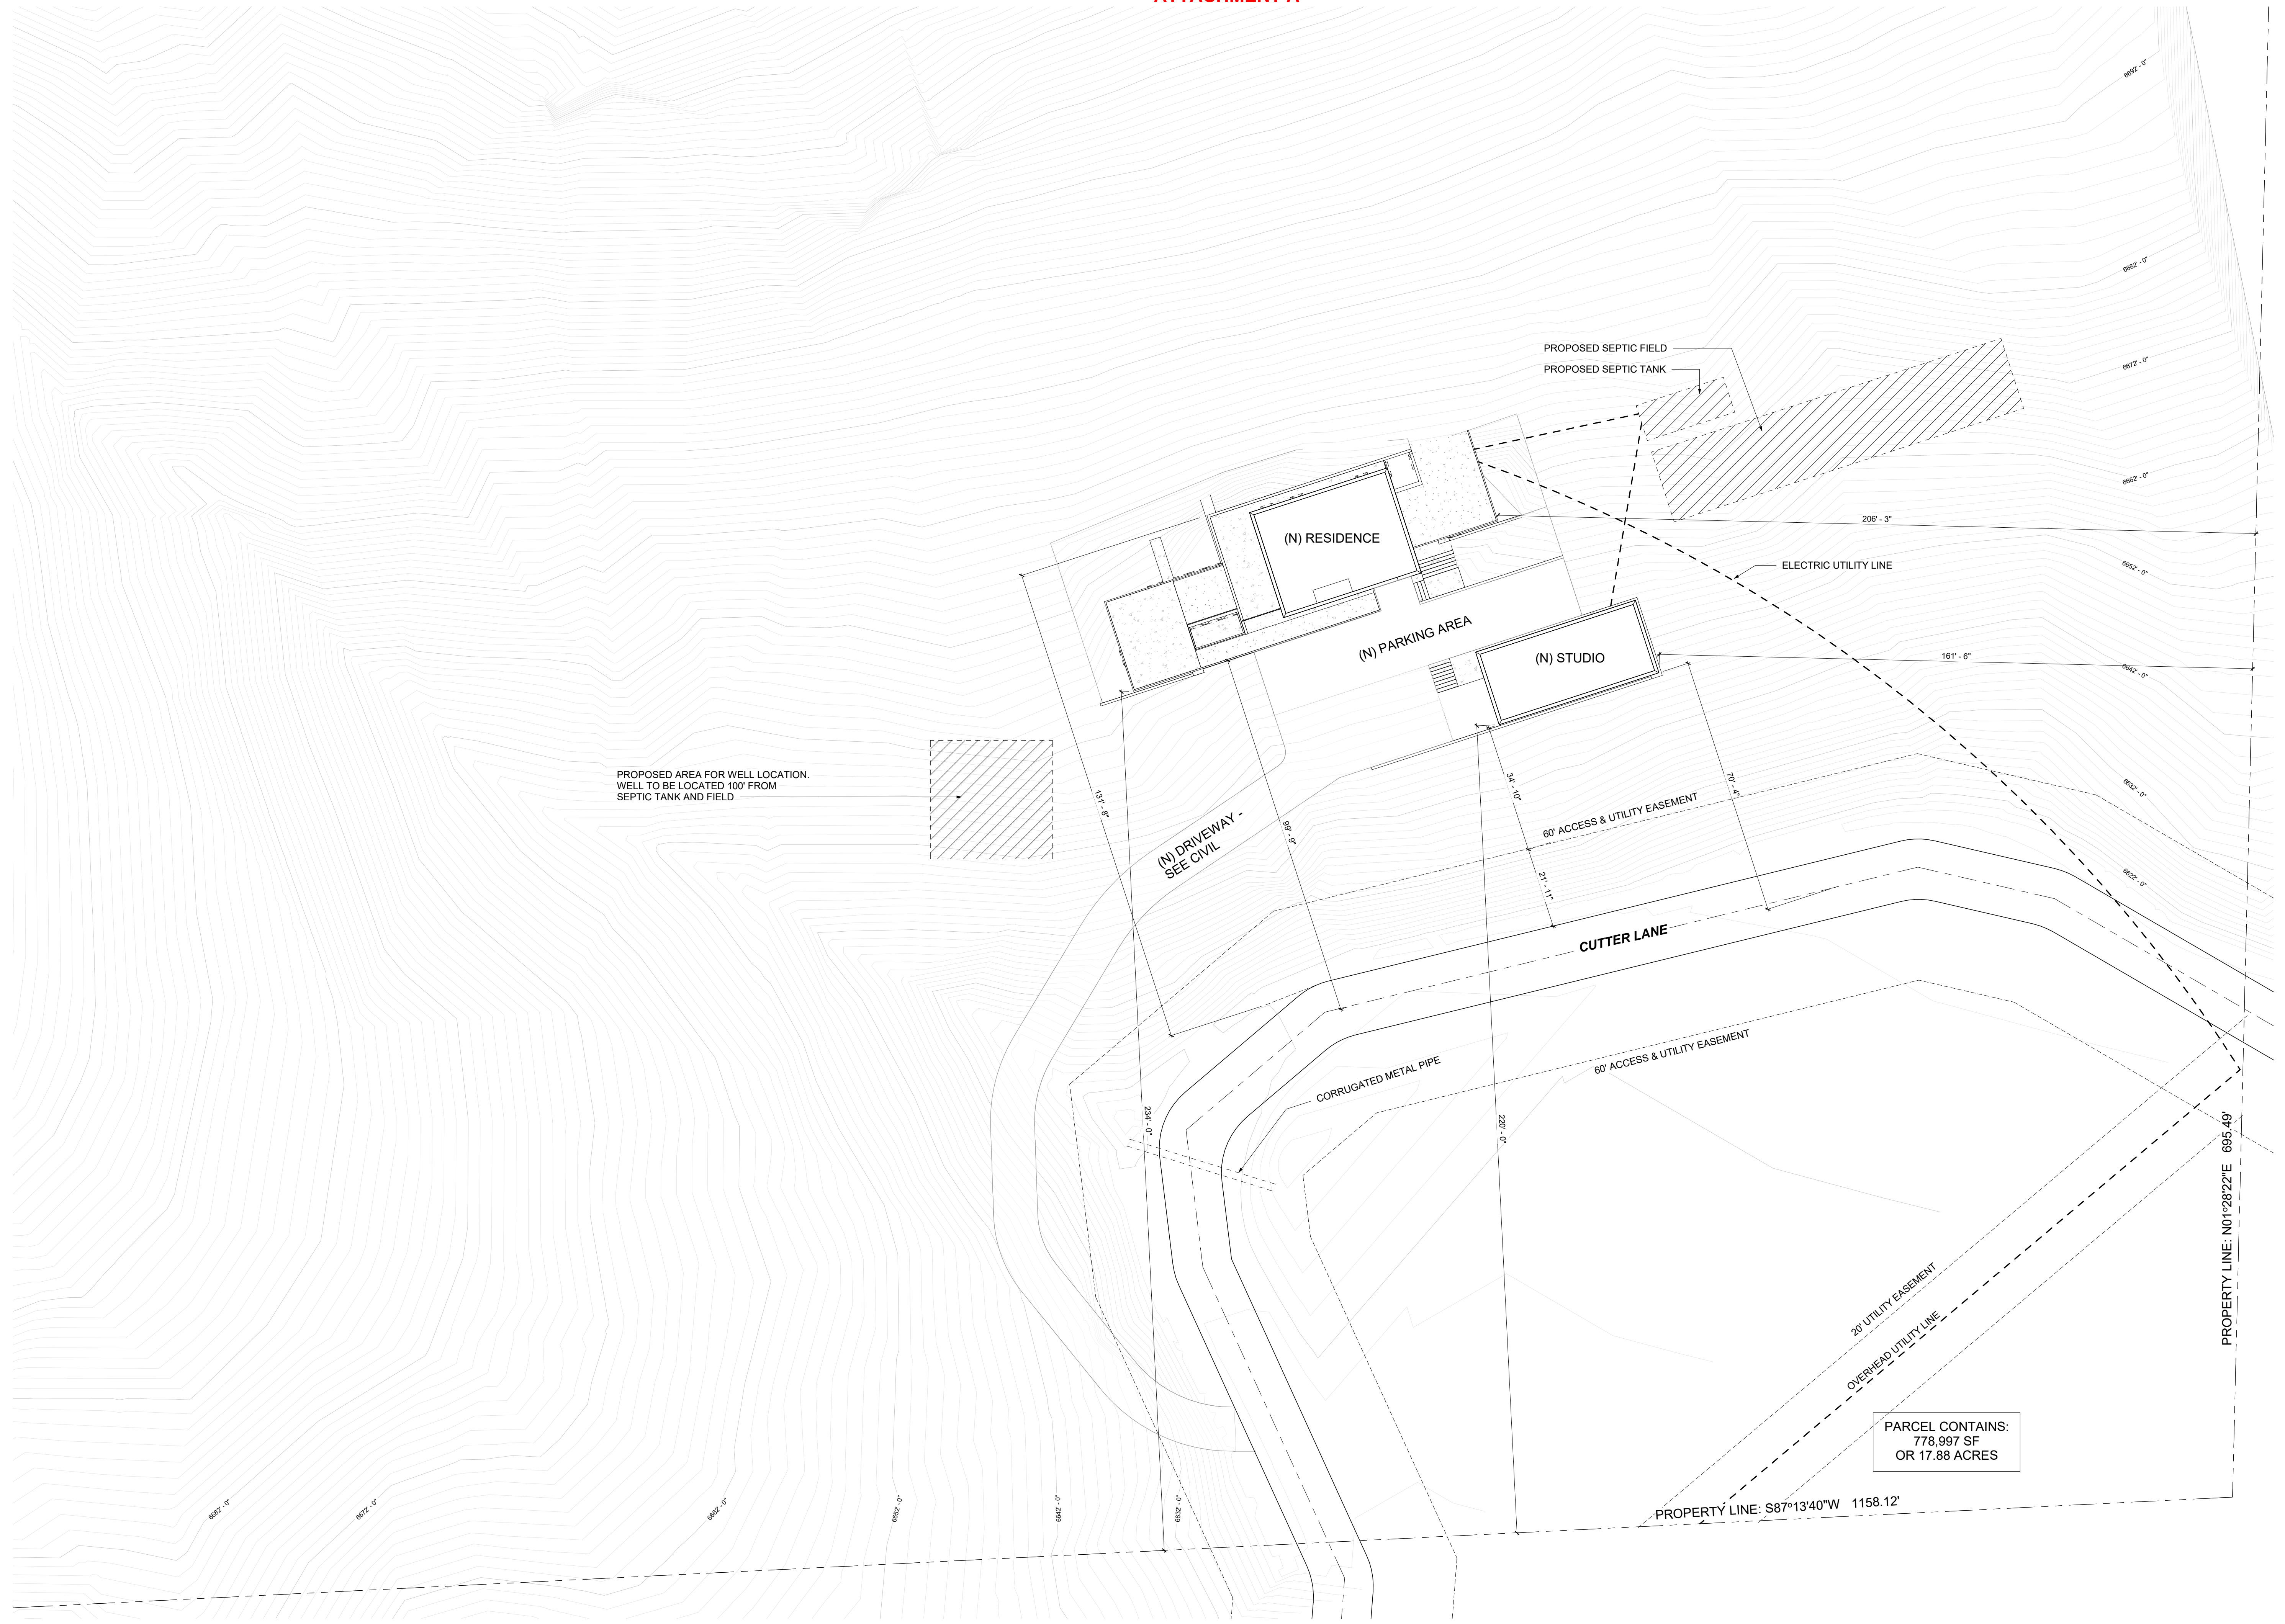 6692' - 0"
6682' - 0"
PROPOSED SEPTIC FIELD
PROPOSED SEPTIC TANK
6672' - 0"
6662' - 0"
206' - 3"
(N) RESIDENCE
ELECTRIC UTILITY LINE
6652' - 0"
(N) PARKING AREA
(N) STUDIO
161' - 6"
6642' - 0"
PROPOSED AREA FOR WELL LOCATION.
WELL TO BE LOCATED 100' FROM
SEPTIC TANK AND FIELD
131' - 8"
34' - 10"
70' - 4"
6632' - 0"
60' ACCESS & UTILITY EASEMENT
(N) DRIVEWAY -
SEE CIVIL
99' - 9"
21' - 11"
6622' - 0"
CUTTER LANE
60' ACCESS & UTILITY EASEMENT
CORRUGATED METAL PIPE
234' - 0"
220' - 0"
PROPERTY LINE: N01°28'22"E 695.49'
20' UTILITY EASEMENT
OVERHEAD UTILITY LINE
PARCEL CONTAINS:
778,997 SF
OR 17.88 ACRES
6682' - 0"
6672' - 0"
6662' - 0"
6652' - 0"
6642' - 0"
6632' - 0"
PROPERTY LINE: S87°13'40"W 1158.12'